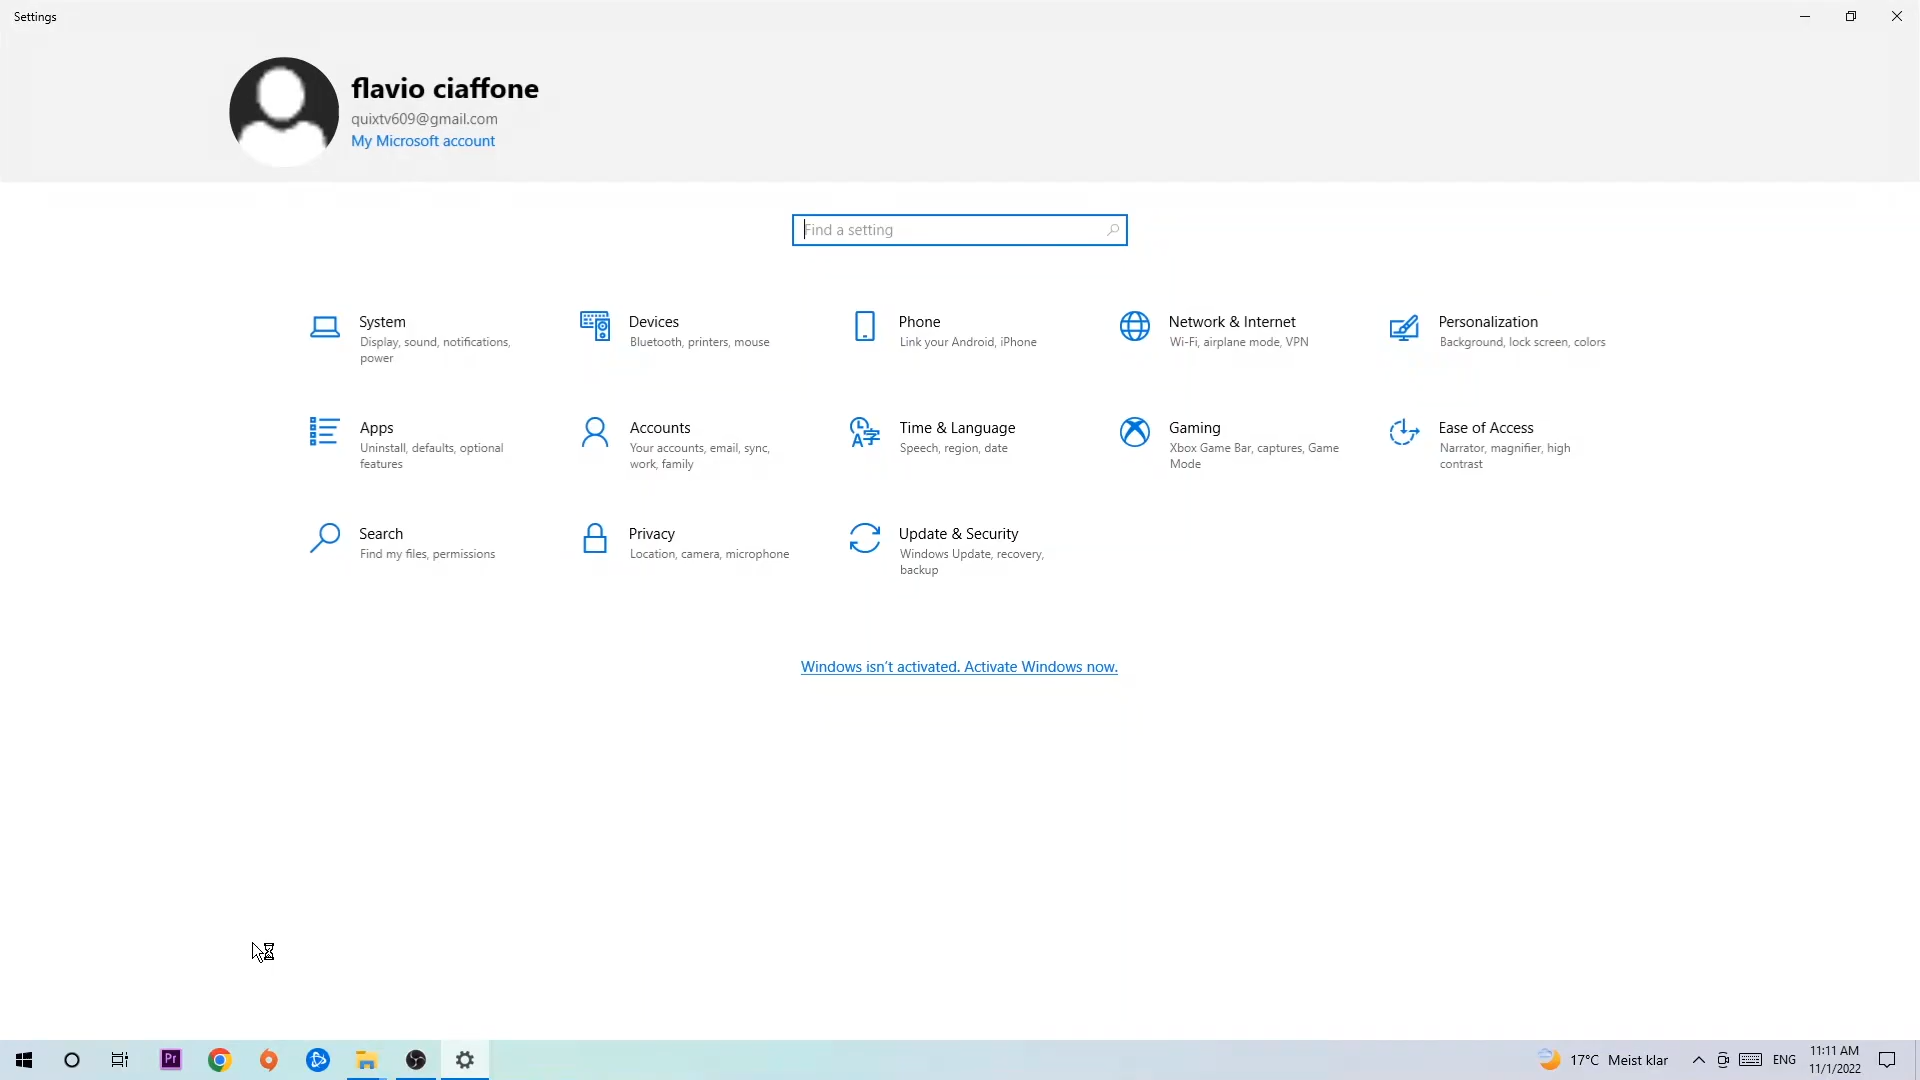 Settings
flavio ciaffone
quixtv609@gmail.com
My Microsoft account
Find a setting
System
Display, sound, notifications,
power
Devices
Bluetooth, printers, mouse
Phone
Link your Android, iPhone
Network & Internet
Wi-Fi, airplane mode, VPN
Personalization
Background, lock screen, colors
Apps
Uninstall, defaults, optional
features
Accounts
Your accounts, email, sync,
work, family
Time & Language
Speech, region, date
Gaming
Xbox Game Bar, captures, Game
Mode
Ease of Access
Narrator, magnifier, high
contrast
Search
Find my files, permissions
Privacy
Location, camera, microphone
Update & Security
Windows Update, recovery,
backup
Windows isn't activated. Activate Windows now.
Pr
17°C Meist klar
ENG
11:11 AM
11/1/2022